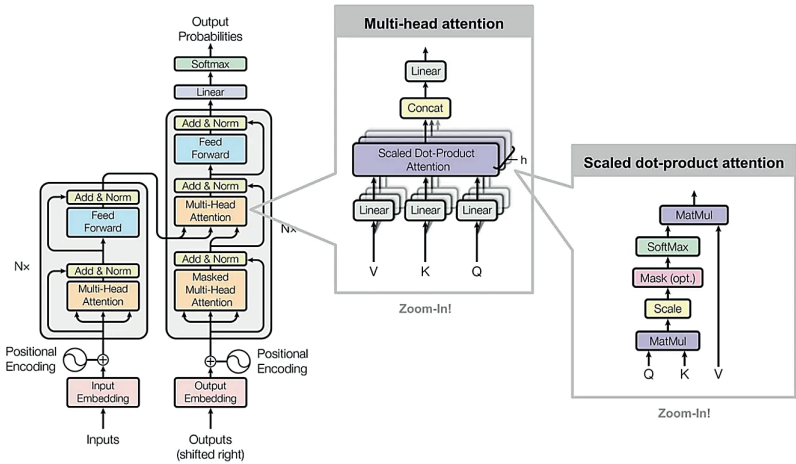 Output
Probabilities
Softmax
Linear
Add & Norm
Feed
Forward
Add & Norm
Multi-Head
Attention
Add & Norm
Masked
Multi-Head
Attention
N×
Add & Norm
Feed
Forward
N×
Add & Norm
Multi-Head
Attention
Positional
Encoding
Positional
Encoding
Input
Embedding
Output
Embedding
Inputs
Outputs
(shifted right)
Multi-head attention
Linear
Concat
Scaled Dot-Product
Attention
h
Linear
Linear
Linear
V
K
Q
Zoom-In!
Scaled dot-product attention
MatMul
SoftMax
Mask (opt.)
Scale
MatMul
Q
K
V
Zoom-In!